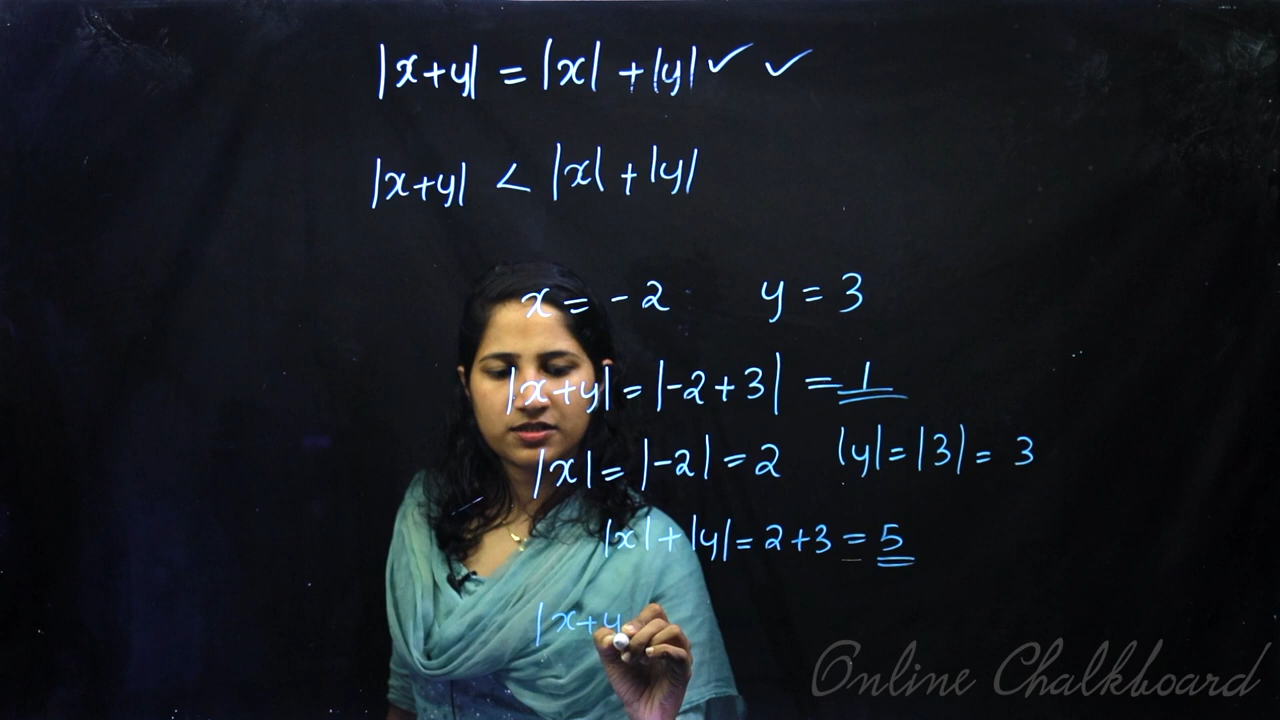 |x+y| = |x| + |y| ✓ ✓
|x+y| < |x| + |y|
x = -2 y = 3
|x+y| = |-2+3| = 1
|x| = |-2| = 2 |y| = |3| = 3
|x| + |y| = 2+3 = 5
|x+y
Online Chalkboard